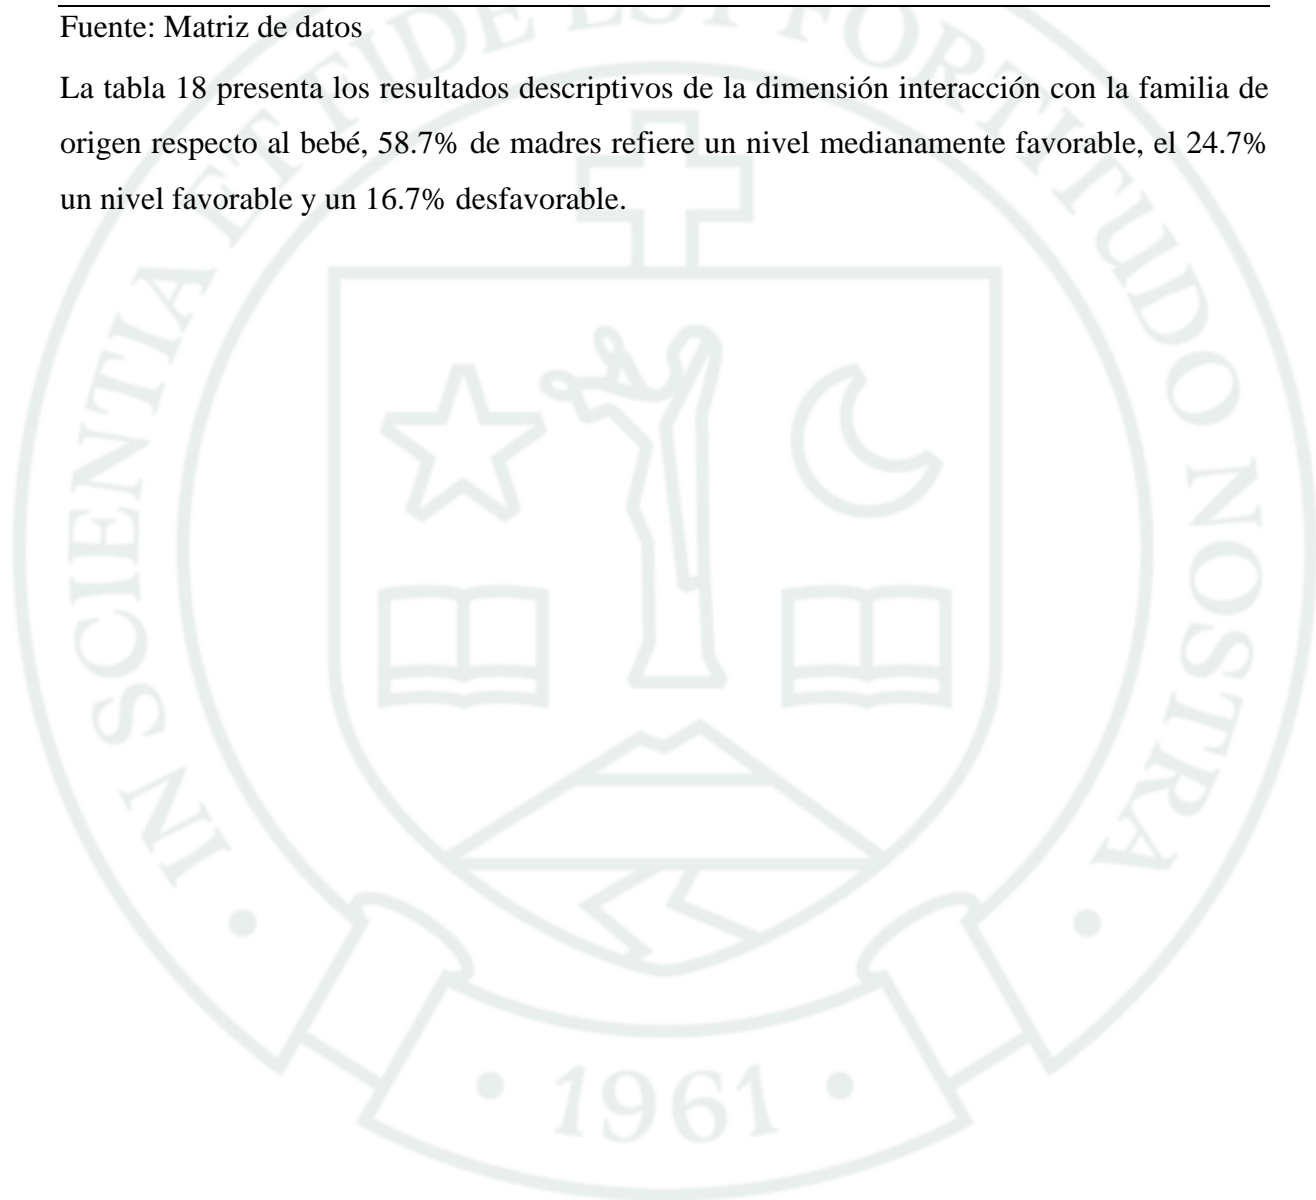 Fuente: Matriz de datos
La tabla 18 presenta los resultados descriptivos de la dimensión interacción con la familia de
origen respecto al bebé, 58.7% de madres refiere un nivel medianamente favorable, el 24.7%
un nivel favorable y un 16.7% desfavorable.
IN SCIENTIA ET FIDE EST FORTITUDO NOSTRA
• 1961 •